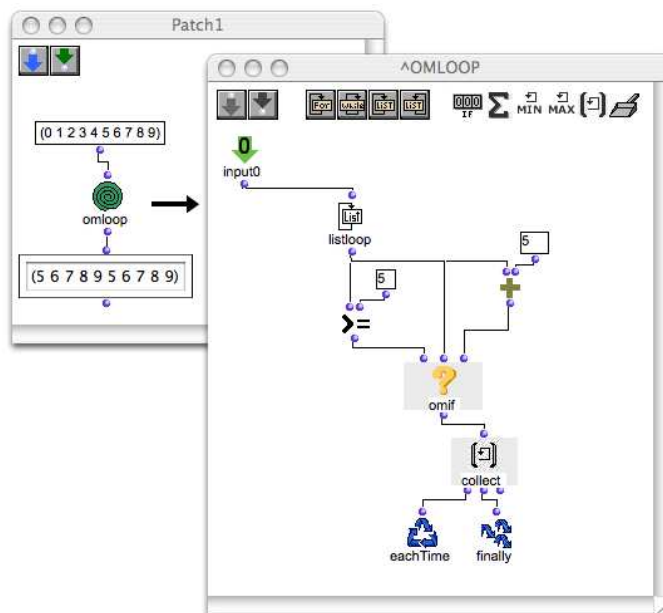 Patch1
(0 1 2 3 4 5 6 7 8 9)
omloop
(5 6 7 8 9 5 6 7 8 9)
^OMLOOP
For While LiST LiST 000 IF Σ MIN MAX
0
input0
List
listloop
5
5
>= +
?
omif
collect
eachTime finally